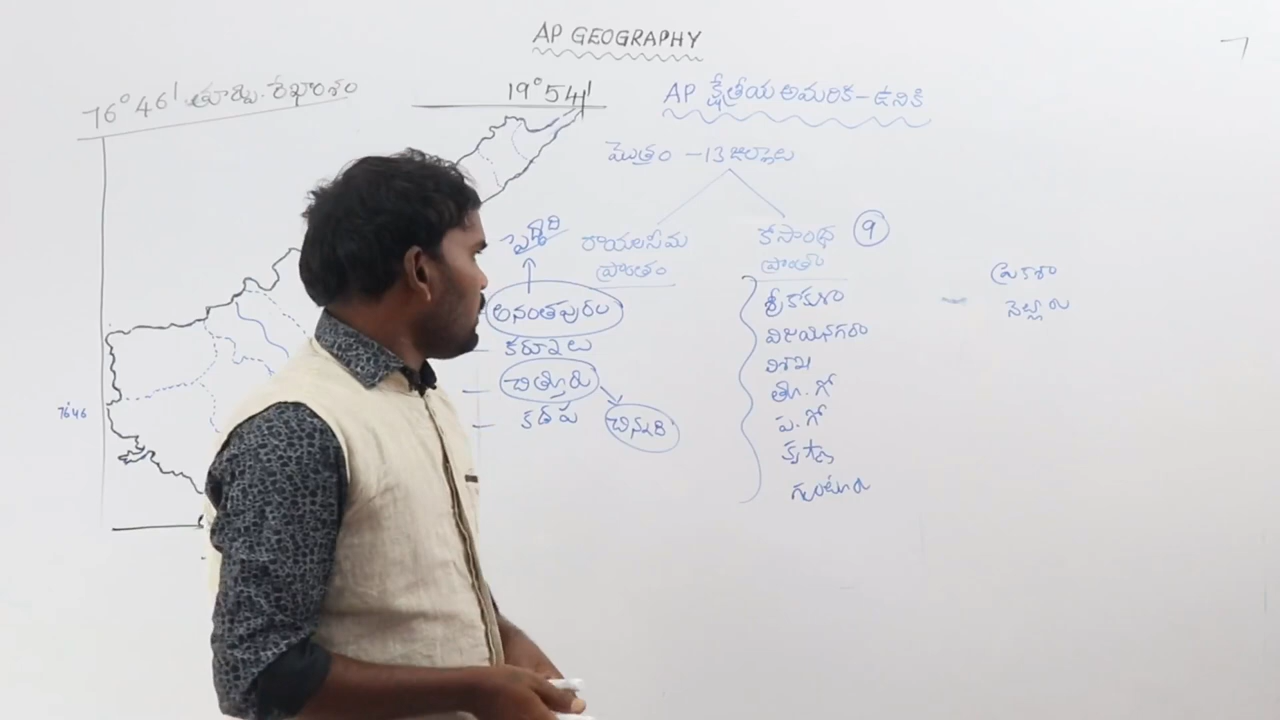 AP GEOGRAPHY
76° 46' తూర్పు రేఖాంశం
19° 54'
AP క్షేత్రీయ అమరిక - ఉనికి
మొత్రం - 13 జిల్లాలు
రాయలసీమ
ప్రాంతం
అనంతపురం
కర్నూలు
చిత్తూరు
కడప
కోస్తాంధ్ర 9
ప్రాంతం
శ్రీకాకుళం
విజయనగరం
విశాఖ
తూ. గో
ప. గో
కృష్ణా
గుంటూరు
ప్రకాశం
నెల్లూరు
7646